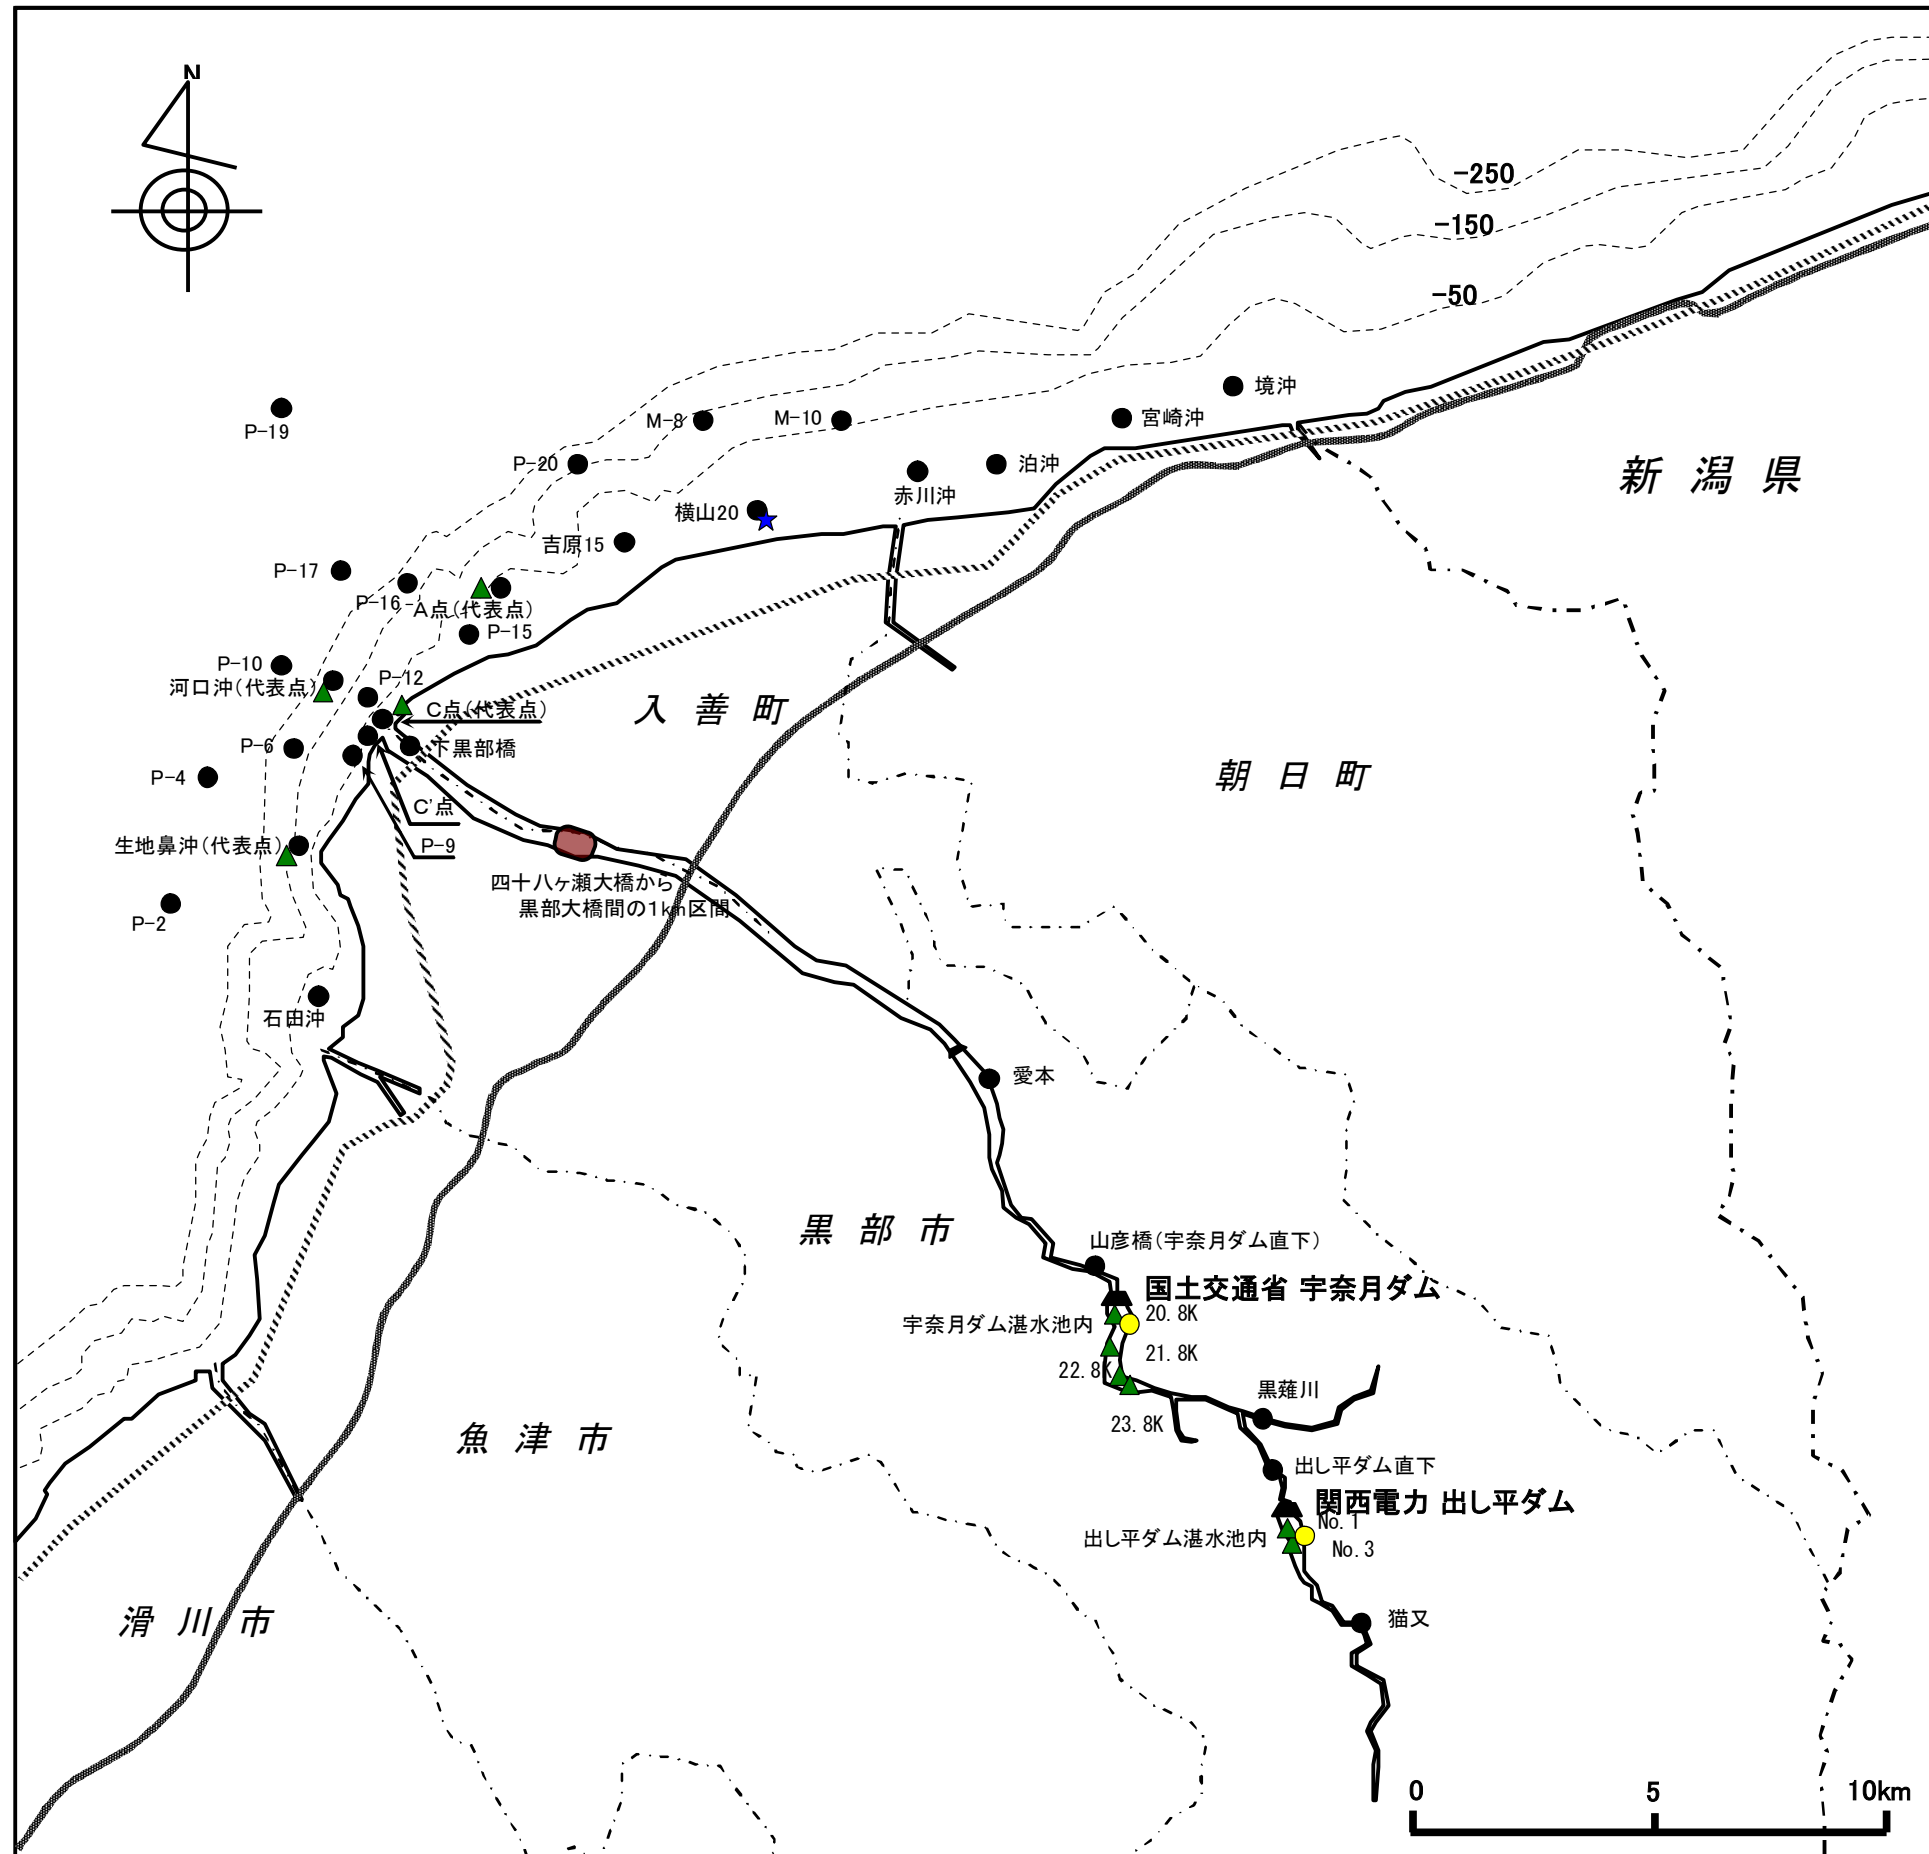 N
-250
-150
-50
境沖
宮崎沖
P-19
M-8
M-10
P-20
泊沖
赤川沖
新潟県
横山20
吉原15
P-17
P-16
A点(代表点)
P-15
P-10
河口沖(代表点)
P-12
C点(代表点)
入善町
P-6
下黒部橋
P-4
朝日町
C'点
生地鼻沖(代表点)
P-9
四十八ヶ瀬大橋から
黒部大橋間の1km区間
P-2
石田沖
愛本
黒部市
山彦橋(宇奈月ダム直下)
国土交通省 宇奈月ダム
宇奈月ダム湛水池内
20.8K
21.8K
22.8K
黒薙川
23.8K
魚津市
出し平ダム直下
関西電力 出し平ダム
No.1
出し平ダム湛水池内
No.3
滑川市
猫又
0 5 10km